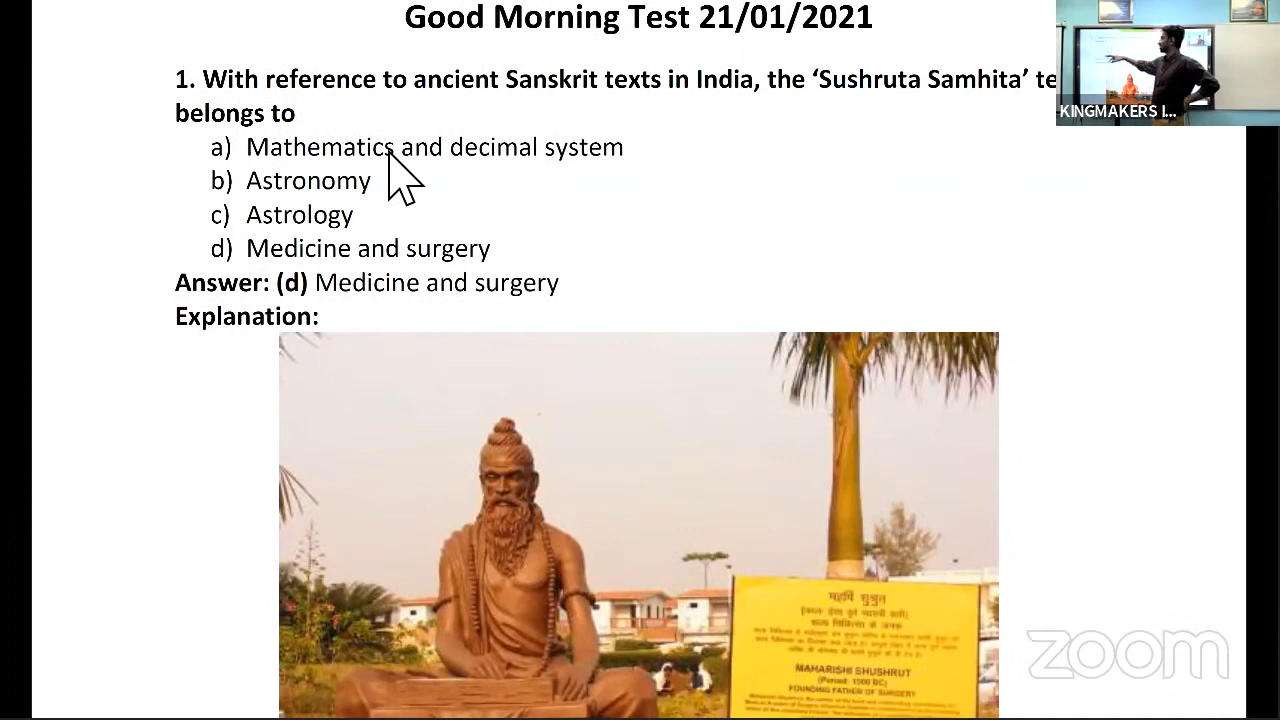 Good Morning Test 21/01/2021
1. With reference to ancient Sanskrit texts in India, the ‘Sushruta Samhita’ te
belongs to
a) Mathematics and decimal system
b) Astronomy
c) Astrology
d) Medicine and surgery
Answer: (d) Medicine and surgery
Explanation:
KINGMAKERS I...
महर्षि सुश्रुत
MAHARISHI SHUSHRUT
(Period: 1500 BC)
FOUNDING FATHER OF SURGERY
zoom